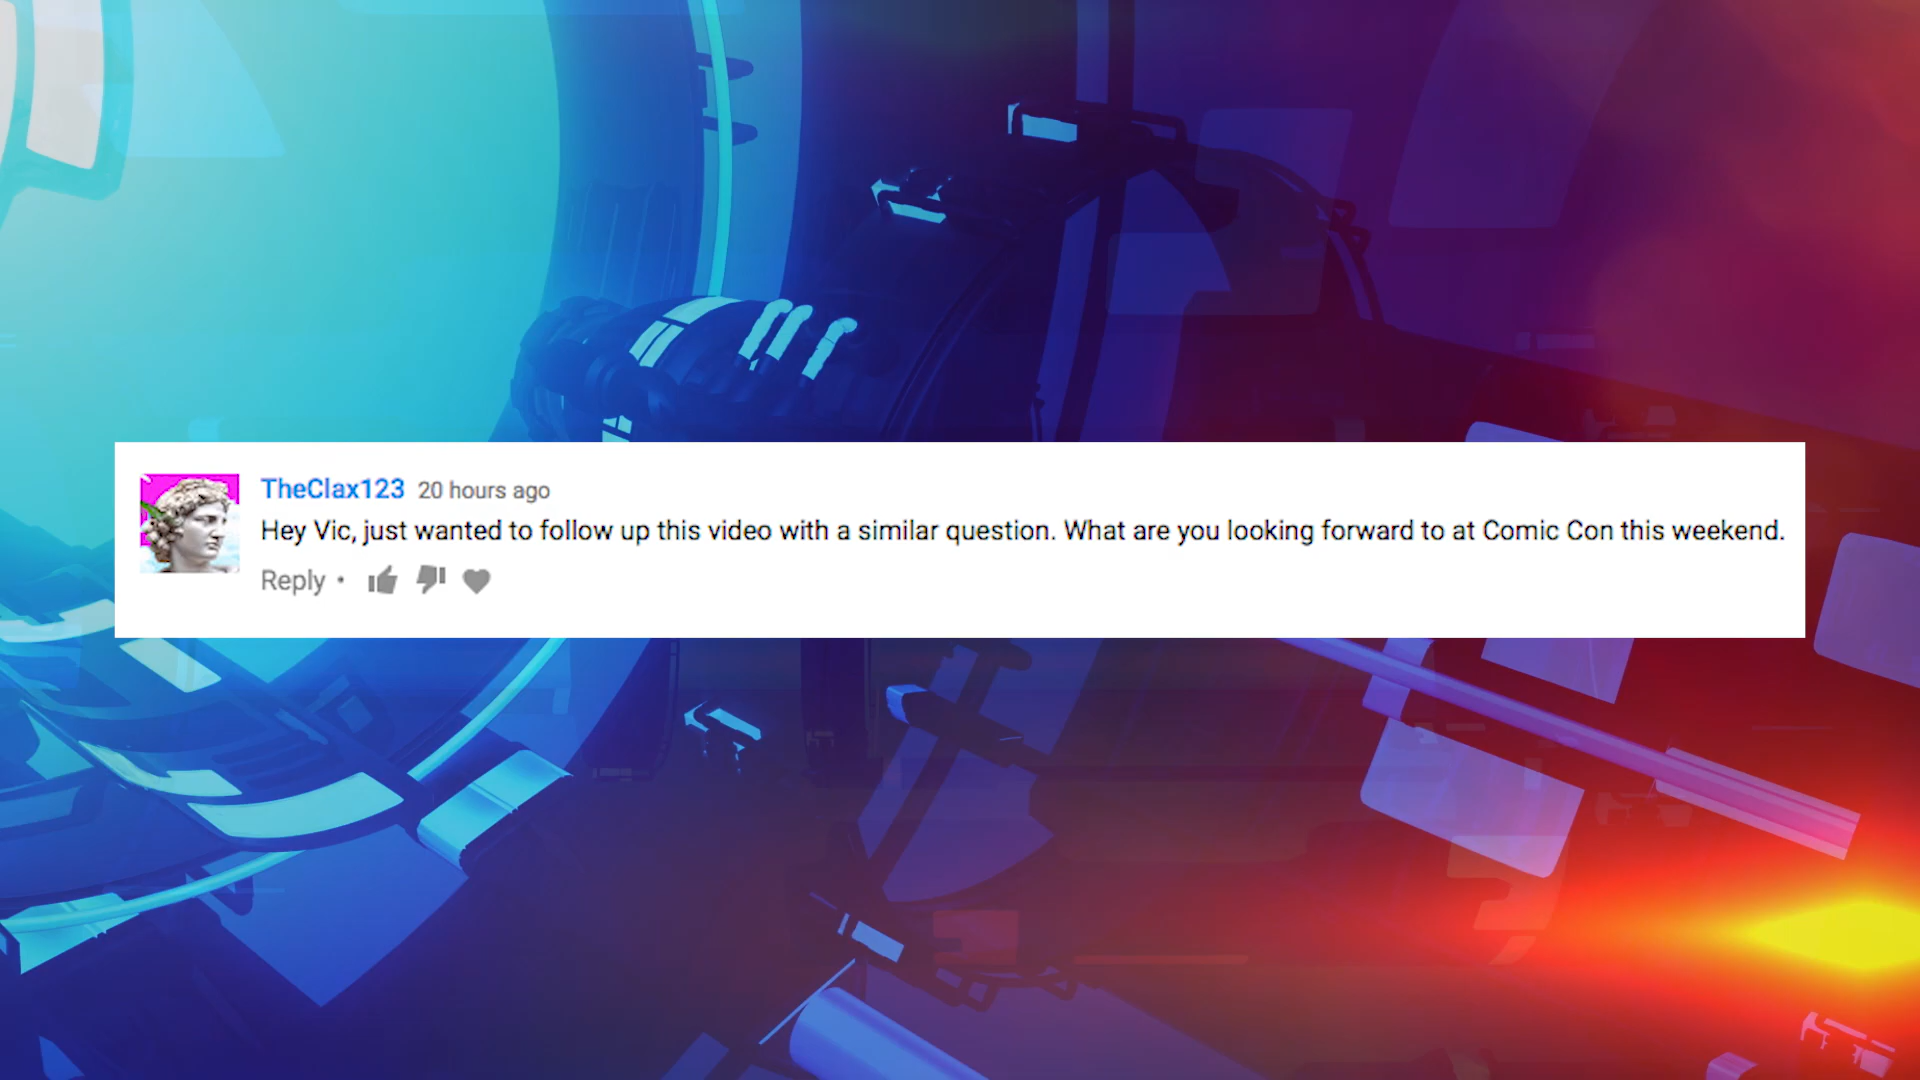 TheClax123 20 hours ago
Hey Vic, just wanted to follow up this video with a similar question. What are you looking forward to at Comic Con this weekend.
Reply •